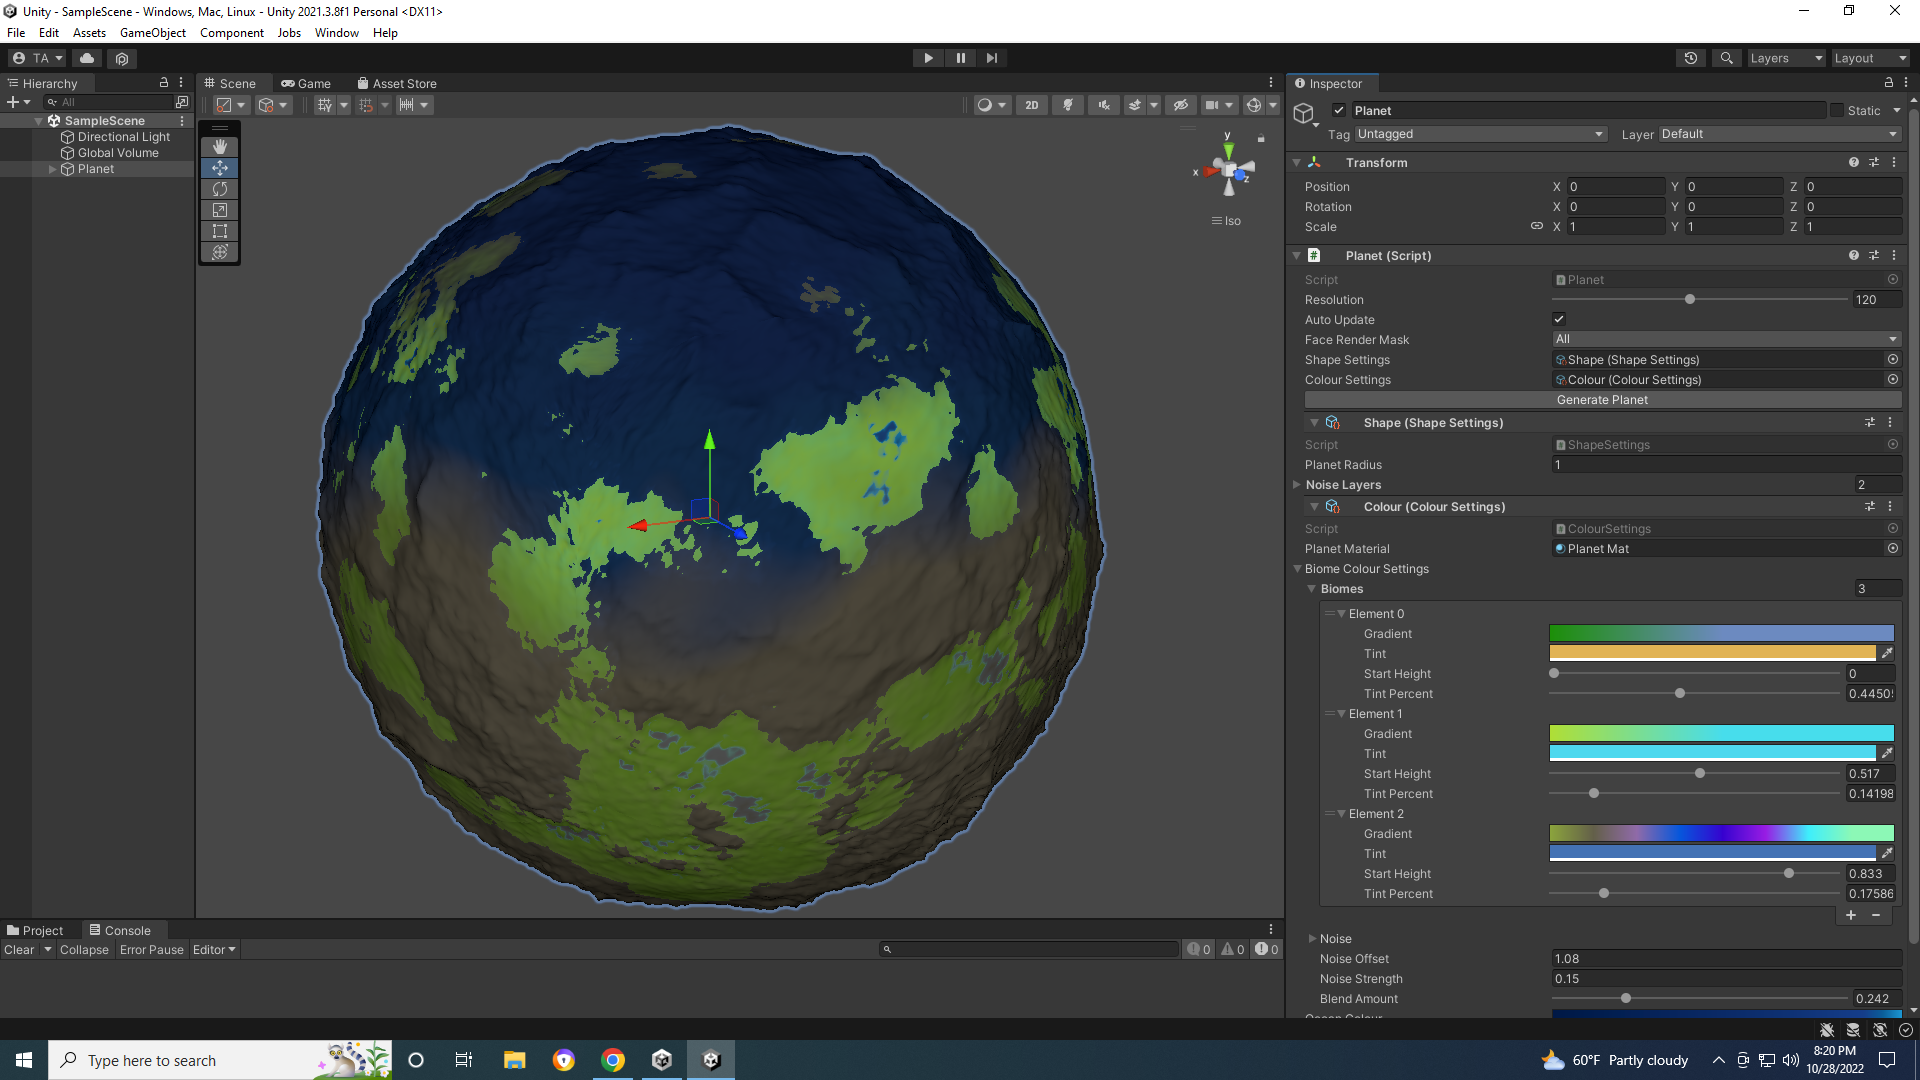 Unity - SampleScene - Windows, Mac, Linux - Unity 2021.3.8f1 Personal <DX11>
File Edit Assets GameObject Component Jobs Window Help
TA Layers Layout
Hierarchy
All
SampleScene
Directional Light
Global Volume
Planet
Scene Game Asset Store
2D
y
x
z
Iso
Inspector
Planet Static
Tag Untagged Layer Default
Transform
Position X 0 Y 0 Z 0
Rotation X 0 Y 0 Z 0
Scale X 1 Y 1 Z 1
# Planet (Script)
Script Planet
Resolution 120
Auto Update
Face Render Mask All
Shape Settings Shape (Shape Settings)
Colour Settings Colour (Colour Settings)
Generate Planet
Shape (Shape Settings)
Script ShapeSettings
Planet Radius 1
Noise Layers 2
Colour (Colour Settings)
Script ColourSettings
Planet Material Planet Mat
Biome Colour Settings
Biomes 3
Element 0
Gradient
Tint
Start Height 0
Tint Percent 0.4450
Element 1
Gradient
Tint
Start Height 0.517
Tint Percent 0.14198
Element 2
Gradient
Tint
Start Height 0.833
Tint Percent 0.17586
Noise
Noise Offset 1.08
Noise Strength 0.15
Blend Amount 0.242
Ocean Colour
Project Console
Clear Collapse Error Pause Editor 0 0 0
Type here to search
60°F Partly cloudy
8:20 PM
10/28/2022